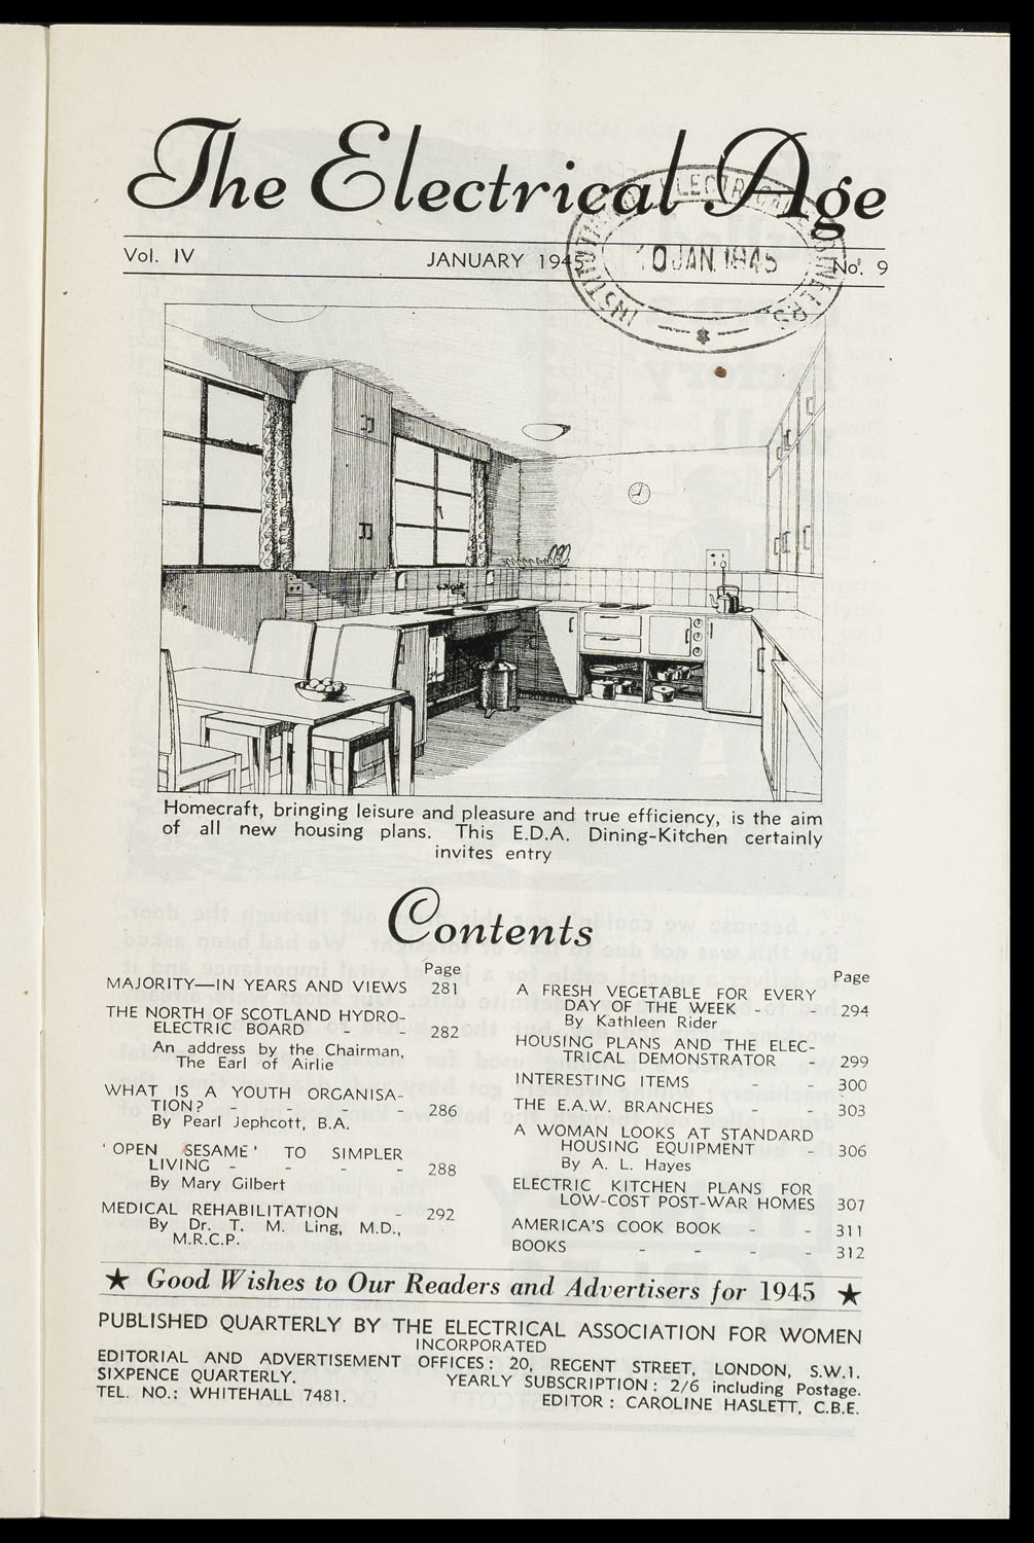 The Electrical Age
Vol. IV JANUARY 1945 No. 9
INSTITUTION ELECTRICAL ENGINEERS
10 JAN. 1945
Homecraft, bringing leisure and pleasure and true efficiency, is the aim
of all new housing plans. This E.D.A. Dining-Kitchen certainly
invites entry
Contents
Page
MAJORITY—IN YEARS AND VIEWS 281
THE NORTH OF SCOTLAND HYDRO-
ELECTRIC BOARD - - 282
An address by the Chairman,
The Earl of Airlie
WHAT IS A YOUTH ORGANISA-
TION? - - - - 286
By Pearl Jephcott, B.A.
'OPEN SESAME' TO SIMPLER
LIVING - - - - 288
By Mary Gilbert
MEDICAL REHABILITATION - 292
By Dr. T. M. Ling, M.D.,
M.R.C.P.
Page
A FRESH VEGETABLE FOR EVERY
DAY OF THE WEEK - - 294
By Kathleen Rider
HOUSING PLANS AND THE ELEC-
TRICAL DEMONSTRATOR - 299
INTERESTING ITEMS - - 300
THE E.A.W. BRANCHES - - 303
A WOMAN LOOKS AT STANDARD
HOUSING EQUIPMENT - 306
By A. L. Hayes
ELECTRIC KITCHEN PLANS FOR
LOW-COST POST-WAR HOMES 307
AMERICA'S COOK BOOK - - 311
BOOKS - - - - 312
★ Good Wishes to Our Readers and Advertisers for 1945 ★
PUBLISHED QUARTERLY BY THE ELECTRICAL ASSOCIATION FOR WOMEN
INCORPORATED
EDITORIAL AND ADVERTISEMENT OFFICES: 20, REGENT STREET, LONDON, S.W.1.
SIXPENCE QUARTERLY. YEARLY SUBSCRIPTION: 2/6 including Postage.
TEL. NO.: WHITEHALL 7481. EDITOR: CAROLINE HASLETT, C.B.E.